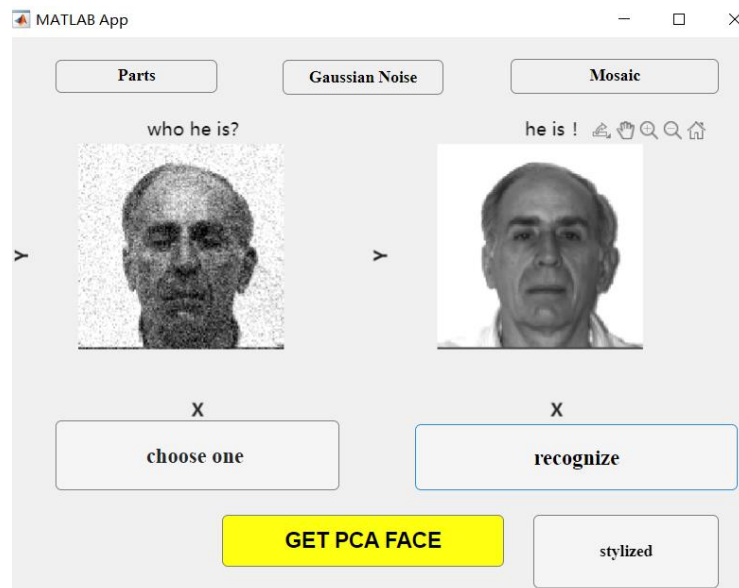 MATLAB App
Parts
Gaussian Noise
Mosaic
who he is?
he is !
Y
Y
X
X
choose one
recognize
GET PCA FACE
stylized